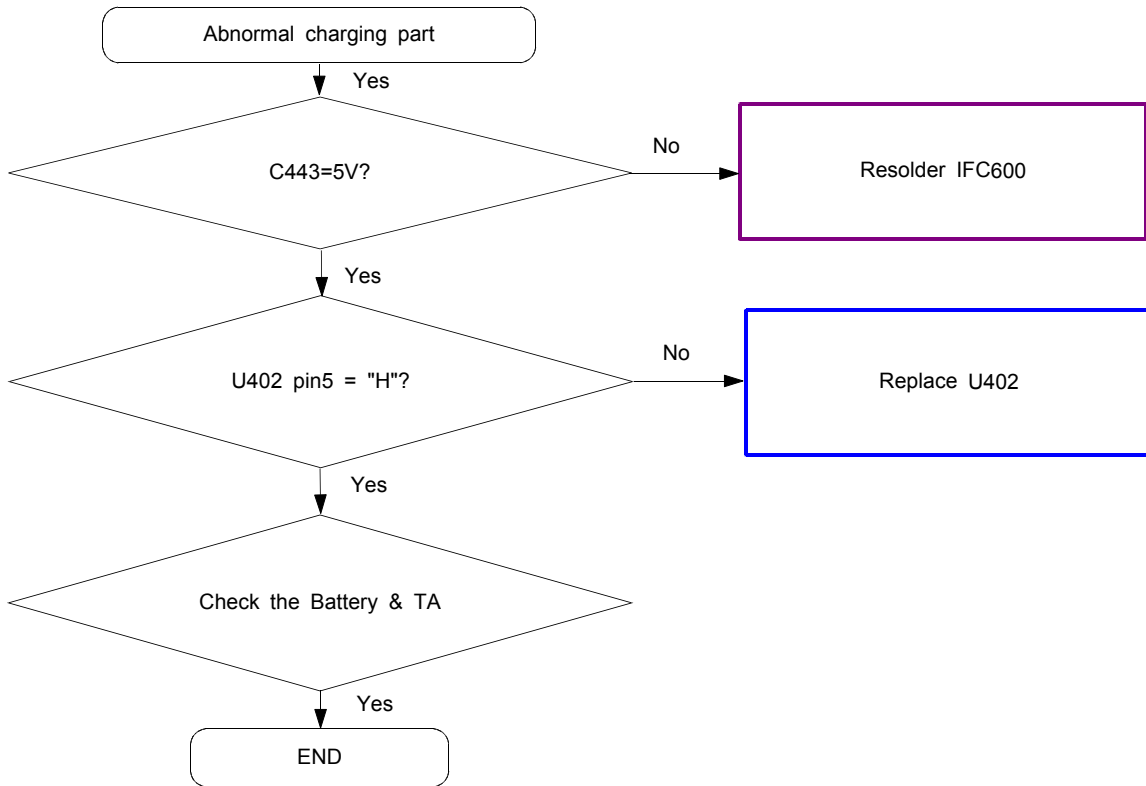 Abnormal charging part
Yes
C443=5V?
No
Resolder IFC600
Yes
U402 pin5 = "H"?
No
Replace U402
Yes
Check the Battery & TA
Yes
END